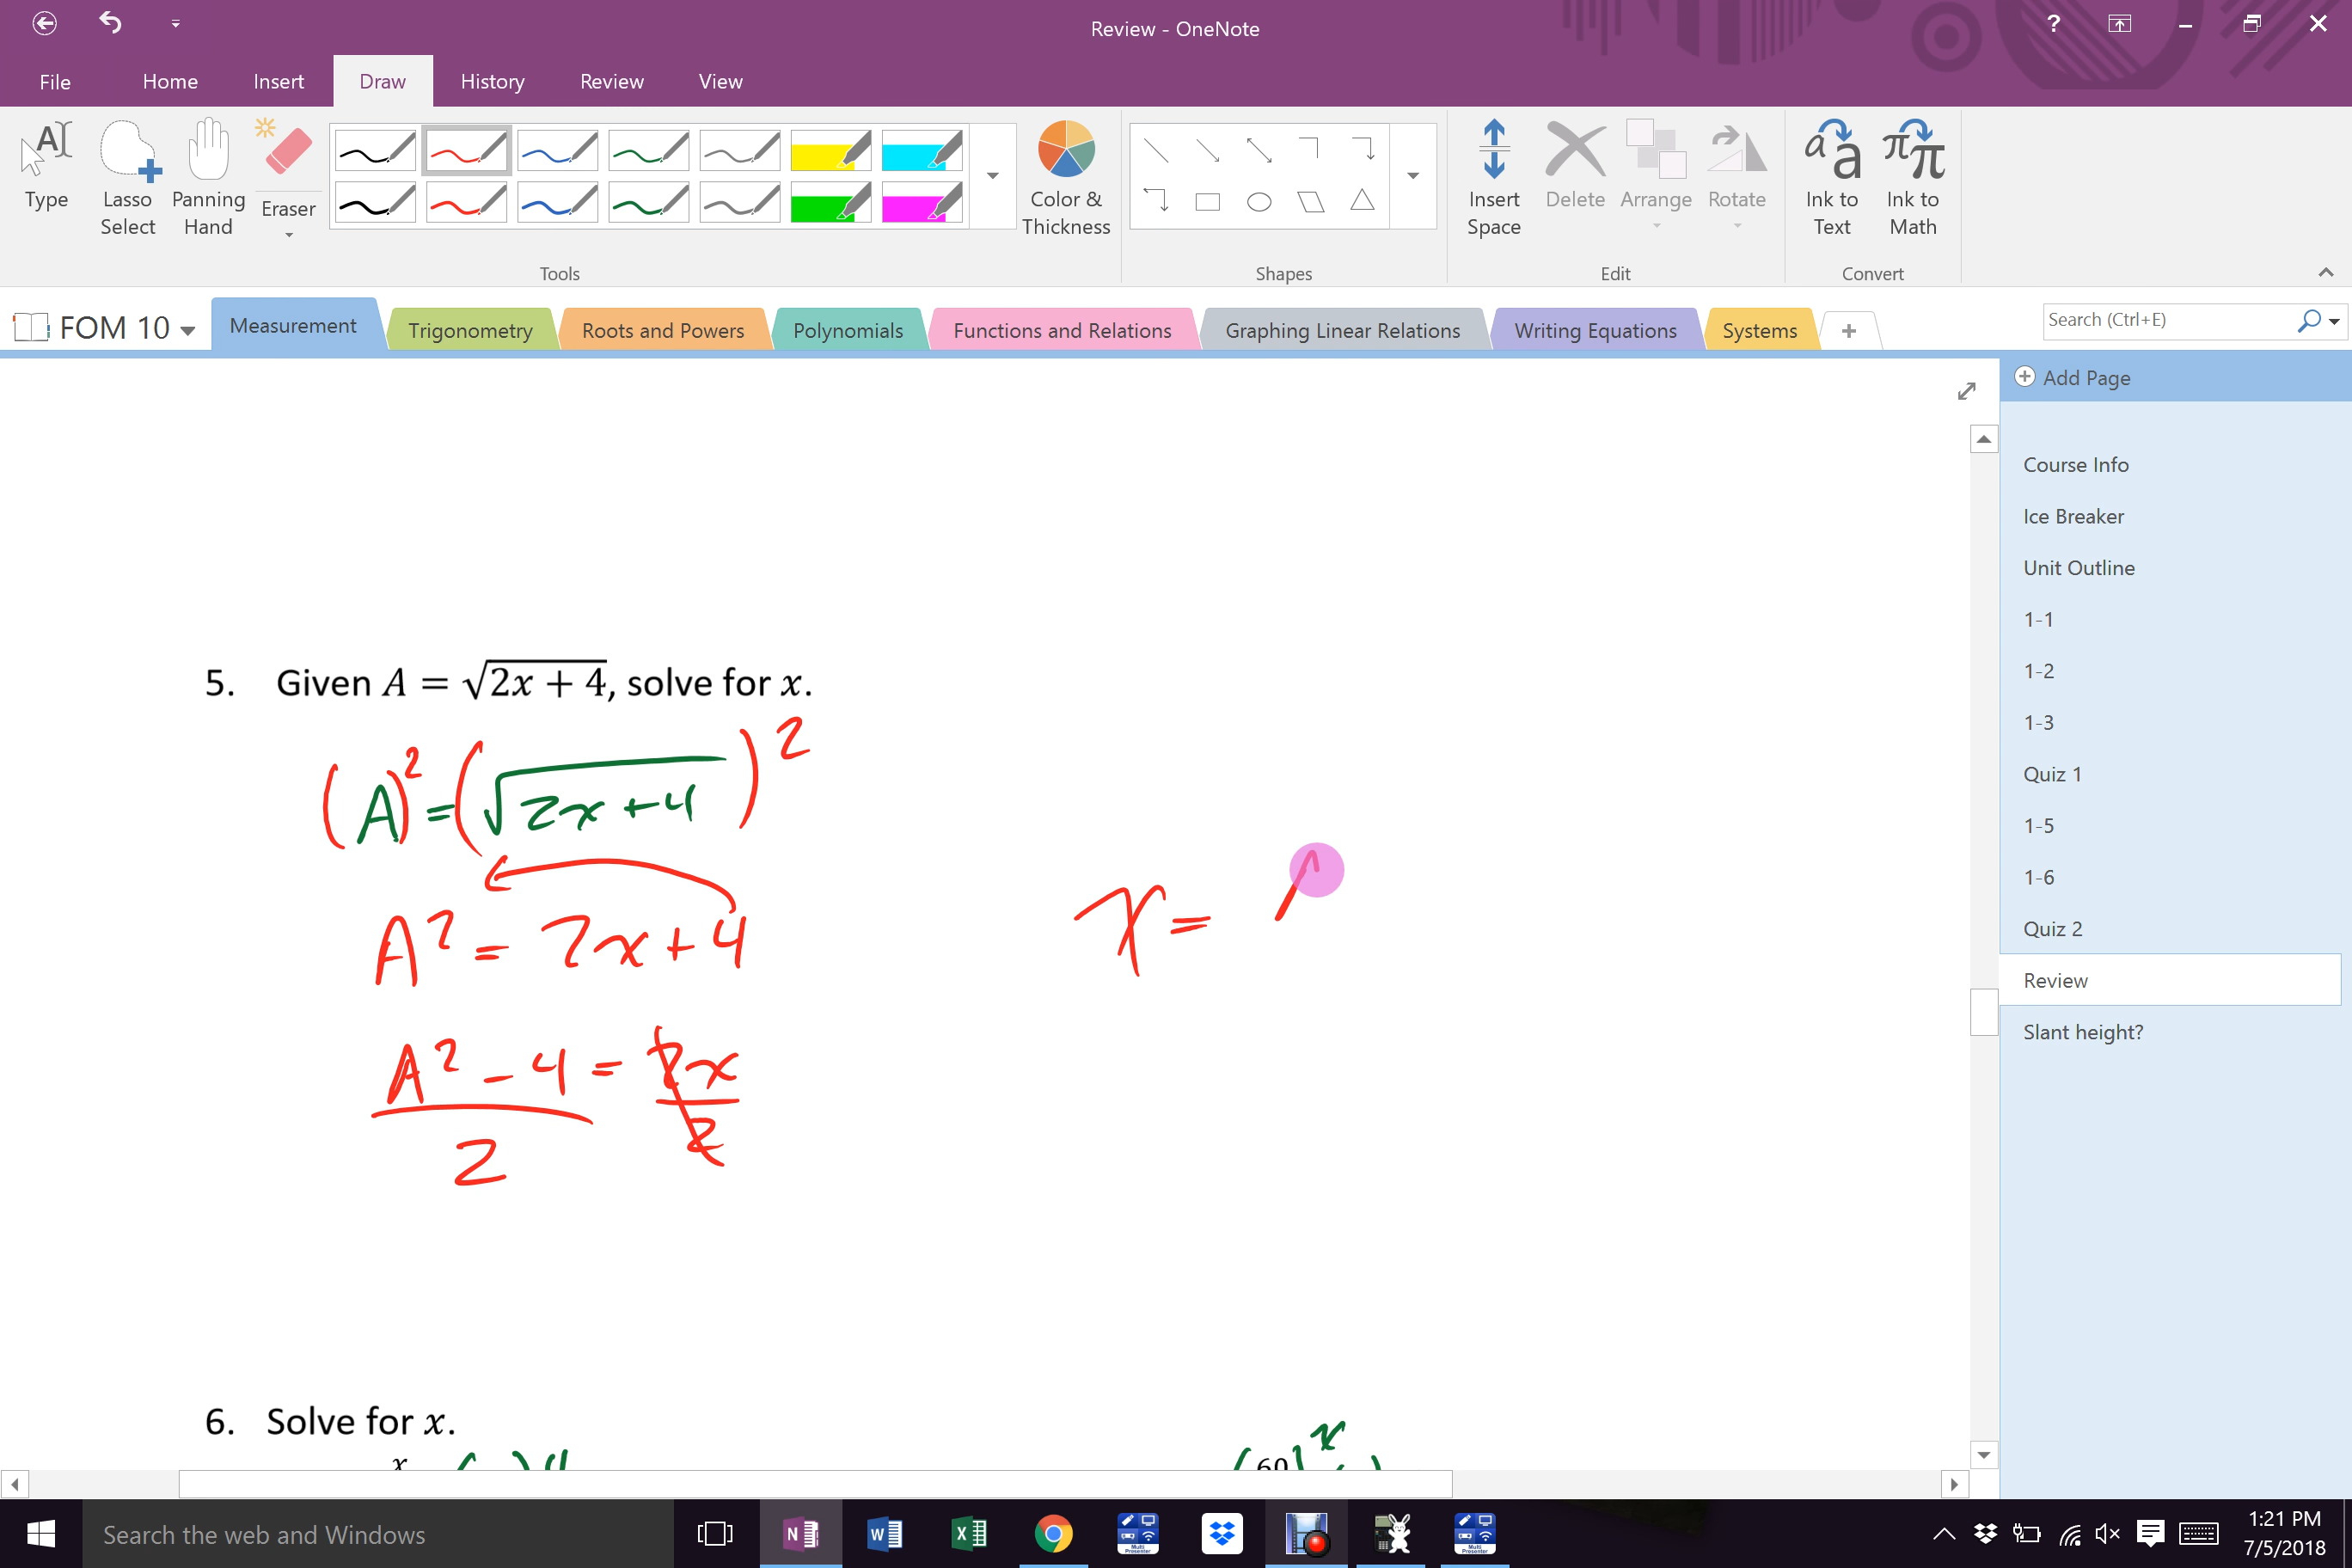 Review - OneNote
File Home Insert Draw History Review View
Type
Lasso Select
Panning Hand
Eraser
Color & Thickness
Insert Space
Delete
Arrange
Rotate
Ink to Text
Ink to Math
Tools Shapes Edit Convert
FOM 10 Measurement Trigonometry Roots and Powers Polynomials Functions and Relations Graphing Linear Relations Writing Equations Systems + Search (Ctrl+E)
Add Page
Course Info
Ice Breaker
Unit Outline
1-1
1-2
1-3
Quiz 1
1-5
1-6
Quiz 2
Review
Slant height?
5. Given A = √2x + 4, solve for x.
(A)² = (√2x + 4)²
A² = 2x + 4
A² - 4 = 2x
2 2
x =
6. Solve for x.
x ( ) 4 (60) x
Search the web and Windows
1:21 PM
7/5/2018